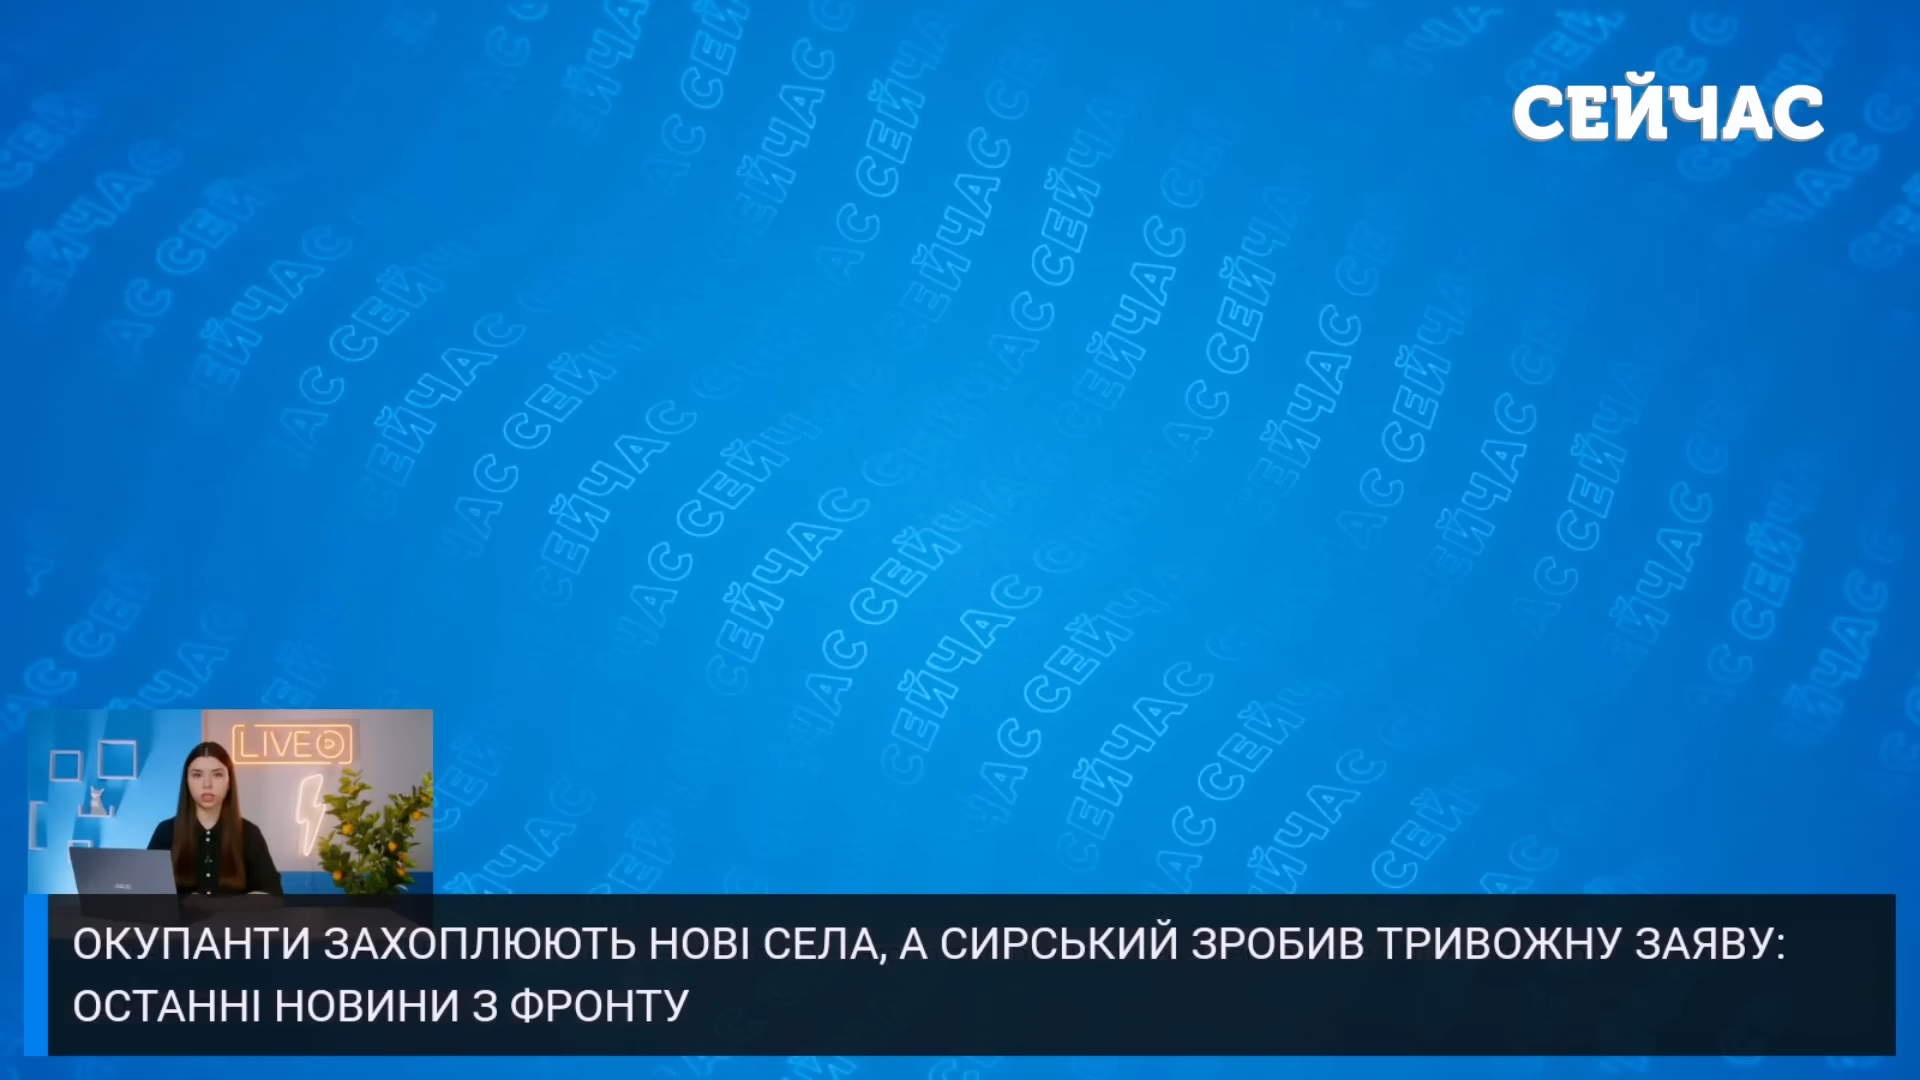 СЕЙЧАС
LIVE
ОКУПАНТИ ЗАХОПЛЮЮТЬ НОВІ СЕЛА, А СИРСЬКИЙ ЗРОБИВ ТРИВОЖНУ ЗАЯВУ:
ОСТАННІ НОВИНИ З ФРОНТУ